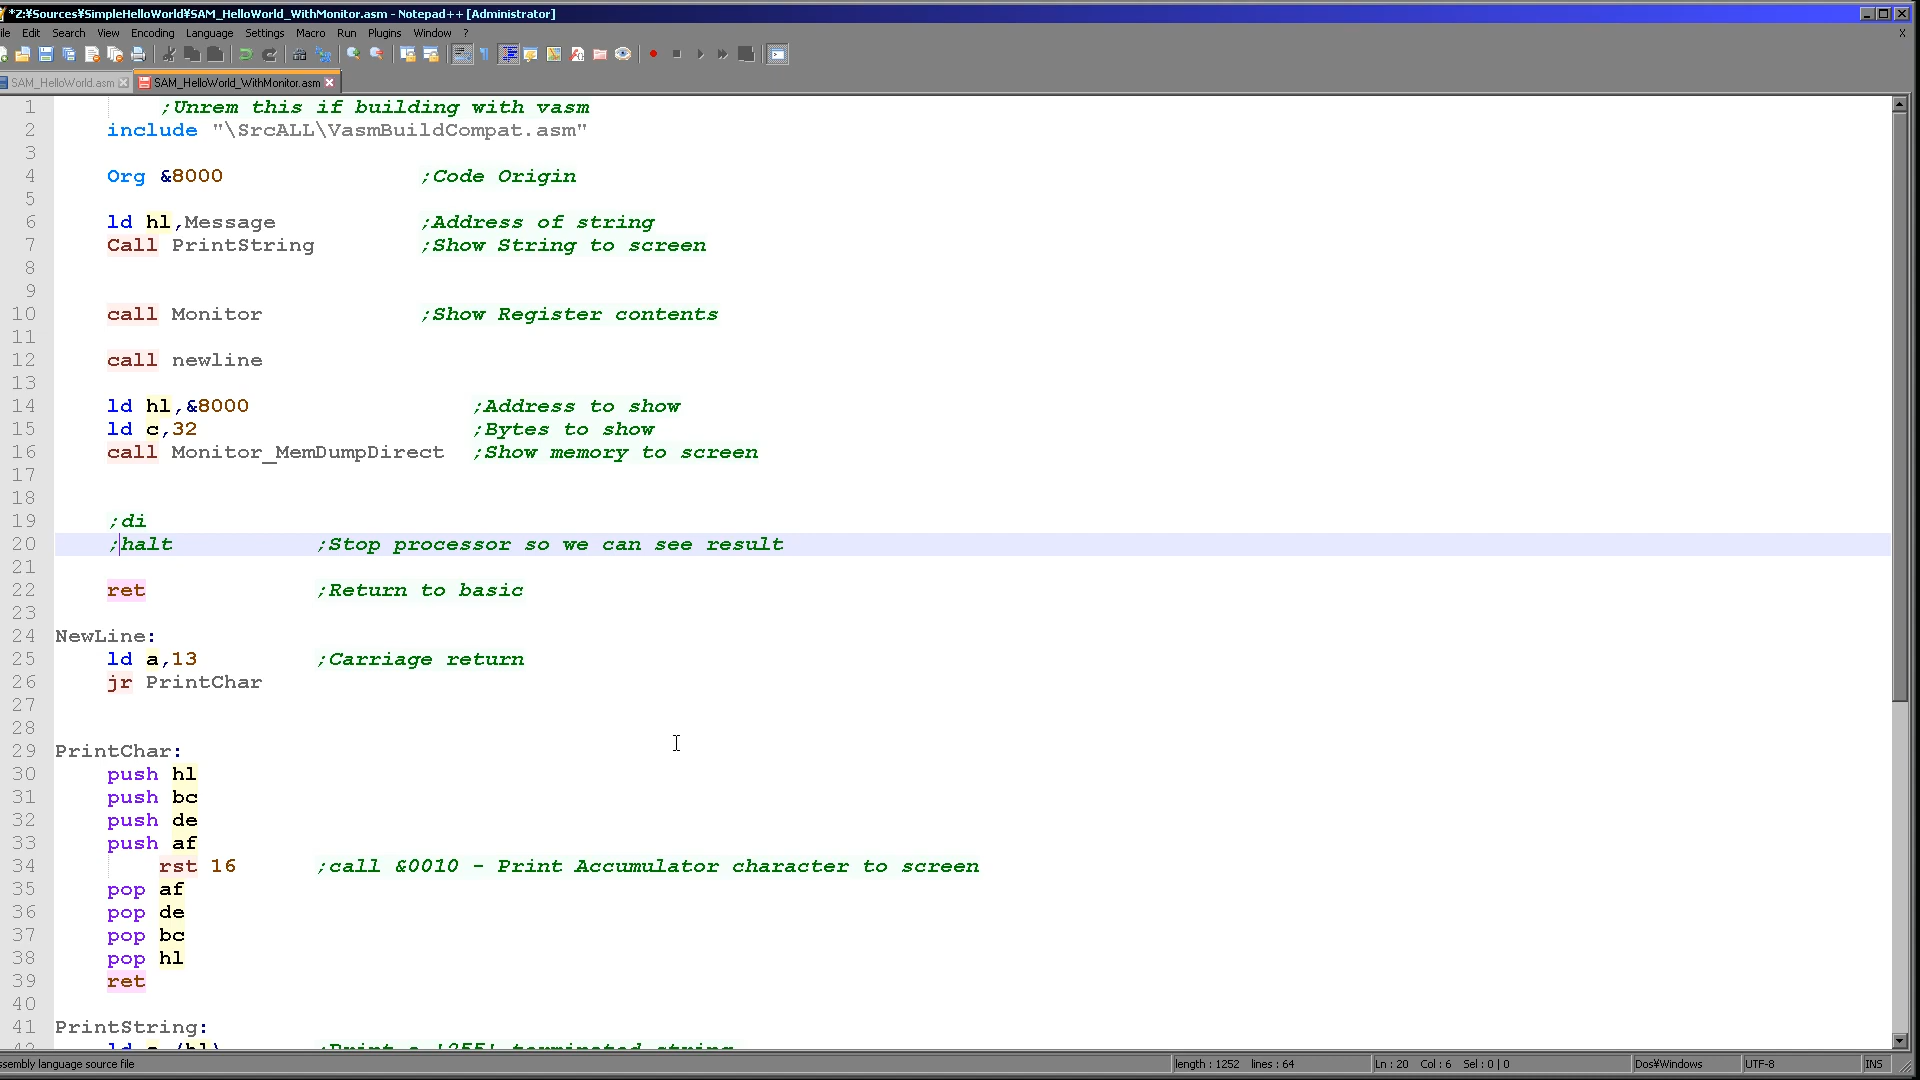 *Z:¥Sources¥SimpleHelloWorld¥SAM_HelloWorld_WithMonitor.asm - Notepad++ [Administrator]
ile Edit Search View Encoding Language Settings Macro Run Plugins Window ? X
SAM_HelloWorld.asm SAM_HelloWorld_WithMonitor.asm
1 ;Unrem this if building with vasm
2 include "\SrcALL\VasmBuildCompat.asm"
3
4 Org &8000 ;Code Origin
5
6 ld hl,Message ;Address of string
7 Call PrintString ;Show String to screen
8
9
10 call Monitor ;Show Register contents
11
12 call newline
13
14 ld hl,&8000 ;Address to show
15 ld c,32 ;Bytes to show
16 call Monitor_MemDumpDirect ;Show memory to screen
17
18
19 ;di
20 ;halt ;Stop processor so we can see result
21
22 ret ;Return to basic
23
24 NewLine:
25 ld a,13 ;Carriage return
26 jr PrintChar
27
28
29 PrintChar:
30 push hl
31 push bc
32 push de
33 push af
34 rst 16 ;call &0010 - Print Accumulator character to screen
35 pop af
36 pop de
37 pop bc
38 pop hl
39 ret
40
41 PrintString:
ssembly language source file length : 1252 lines : 64 Ln : 20 Col : 6 Sel : 0 | 0 Dos¥Windows UTF-8 INS